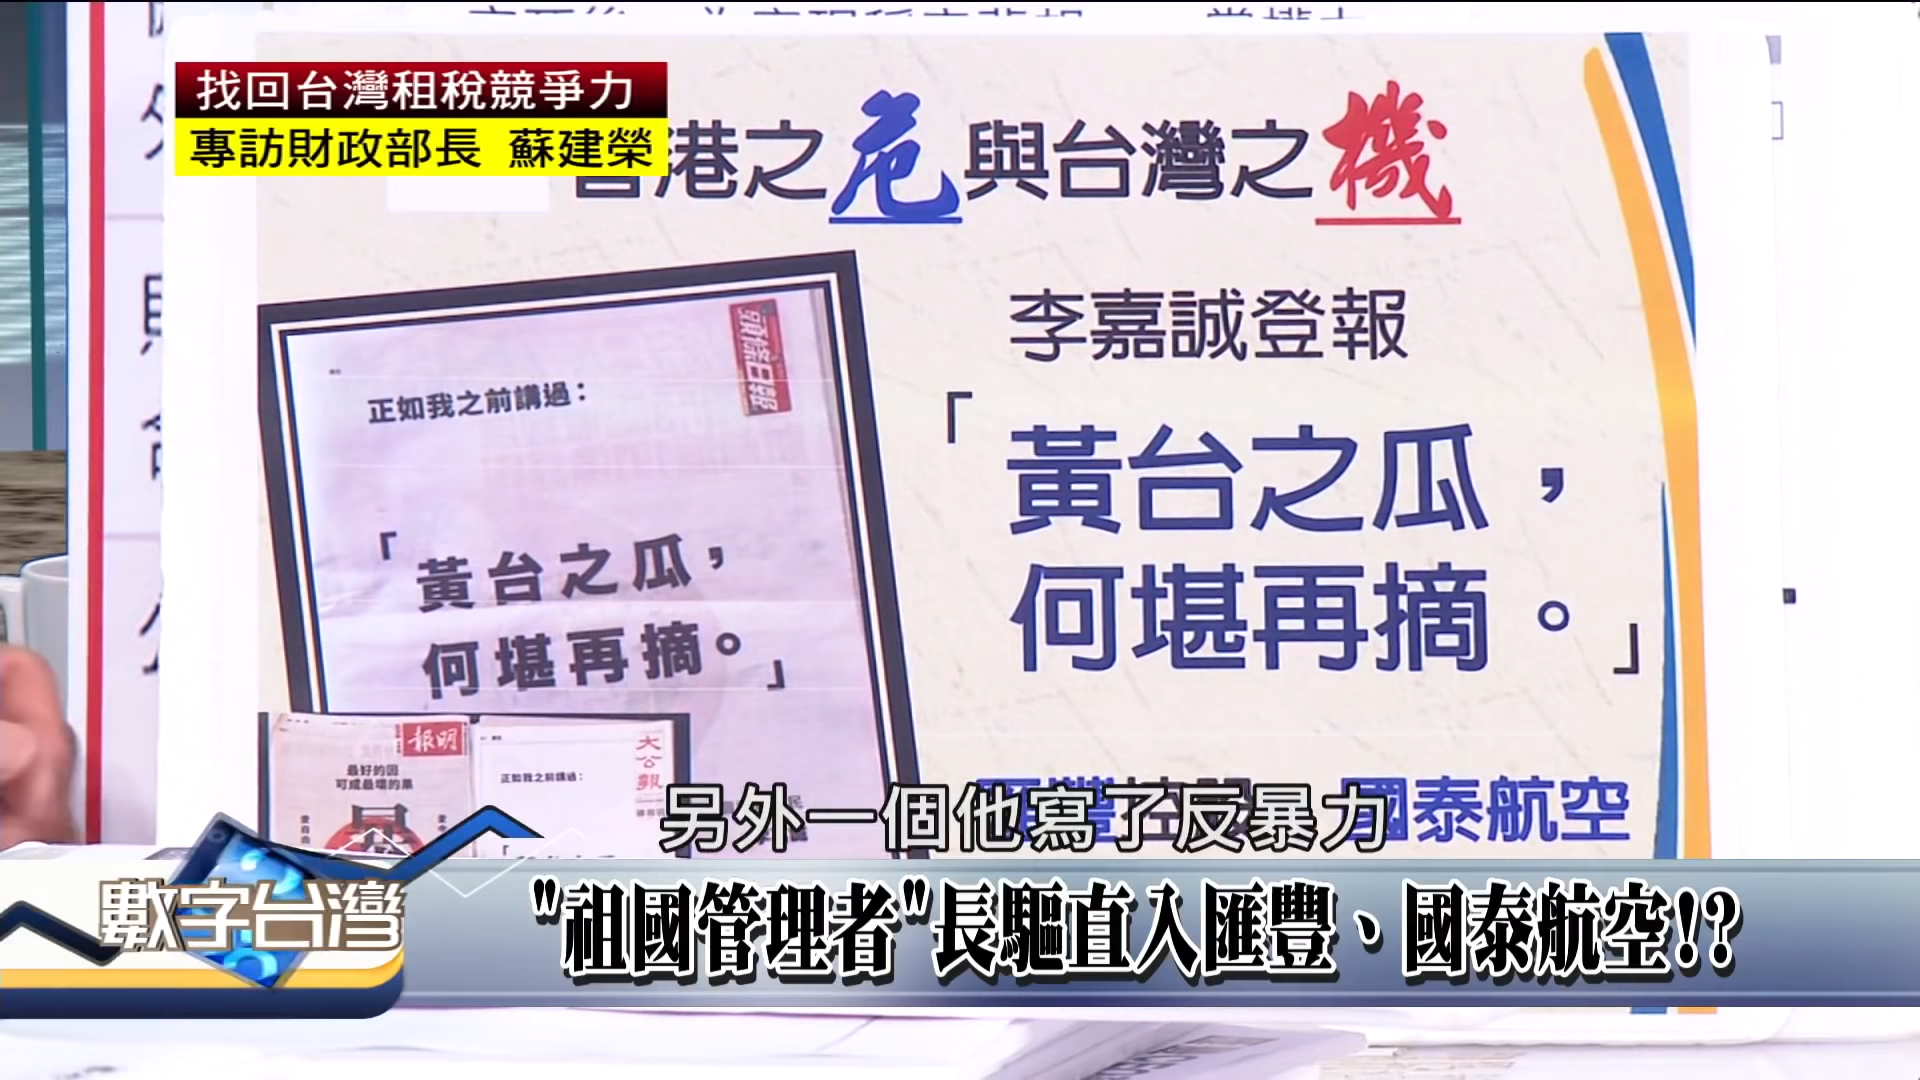 找回台灣租稅競爭力
專訪財政部長 蘇建榮
港之危與台灣之機
李嘉誠登報
「黃台之瓜,
何堪再摘。」
國泰航空
頭條日報
正如我之前講過:
「黃台之瓜,
何堪再摘。」
明報
最好的因
可成最壞的果
大公報
正如我之前講過:
另外一個他寫了反暴力
數字台灣
"祖國管理者"長驅直入匯豐、國泰航空!?